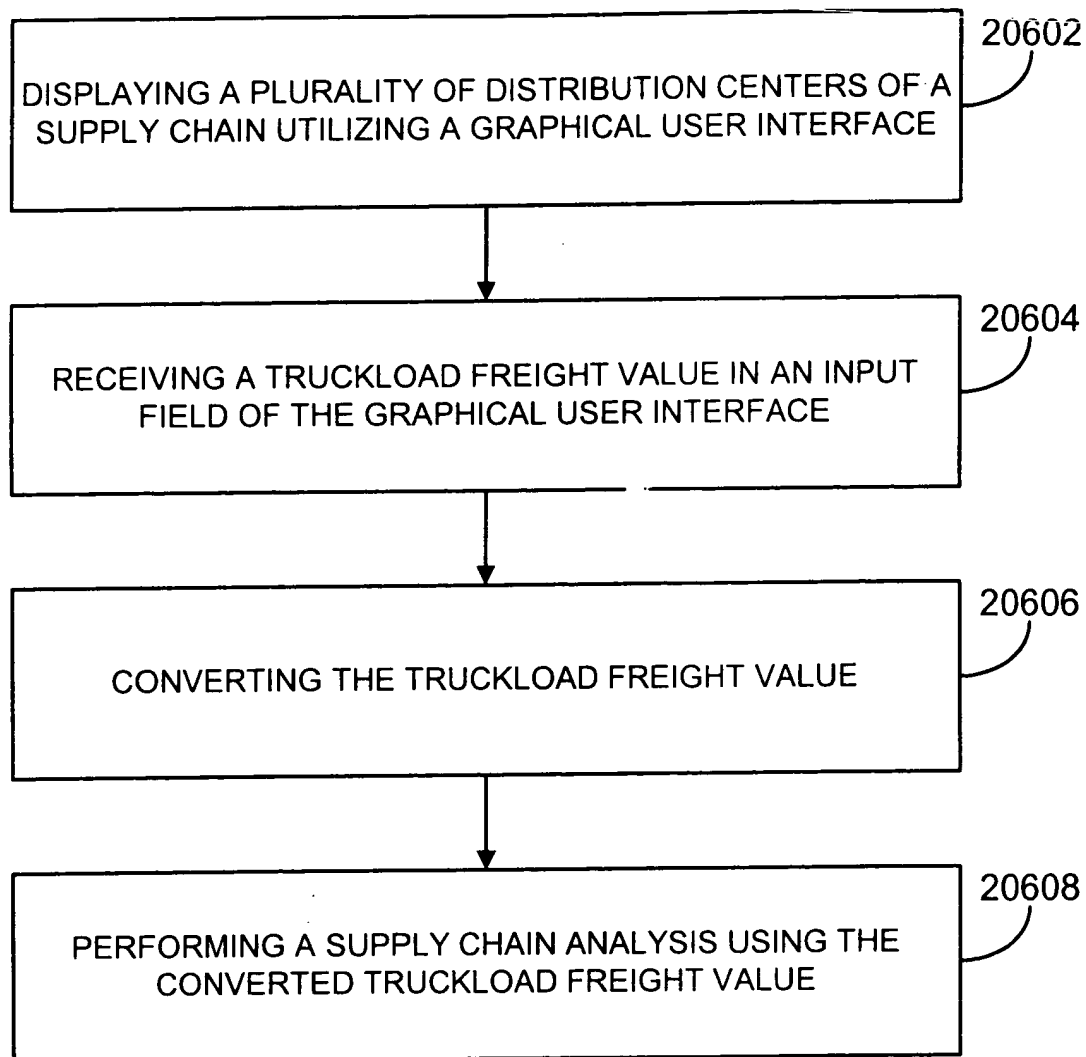 20602
DISPLAYING A PLURALITY OF DISTRIBUTION CENTERS OF A
SUPPLY CHAIN UTILIZING A GRAPHICAL USER INTERFACE
20604
RECEIVING A TRUCKLOAD FREIGHT VALUE IN AN INPUT
FIELD OF THE GRAPHICAL USER INTERFACE
20606
CONVERTING THE TRUCKLOAD FREIGHT VALUE
20608
PERFORMING A SUPPLY CHAIN ANALYSIS USING THE
CONVERTED TRUCKLOAD FREIGHT VALUE